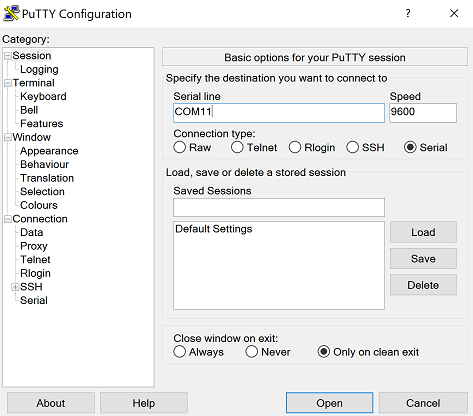 PuTTY Configuration
Category:
Session
Logging
Terminal
Keyboard
Bell
Features
Window
Appearance
Behaviour
Translation
Selection
Colours
Connection
Data
Proxy
Telnet
Rlogin
SSH
Serial
Basic options for your PuTTY session
Specify the destination you want to connect to
Serial line Speed
COM11 9600
Connection type:
Raw Telnet Rlogin SSH Serial
Load, save or delete a stored session
Saved Sessions
Default Settings
Load
Save
Delete
Close window on exit:
Always Never Only on clean exit
About Help Open Cancel